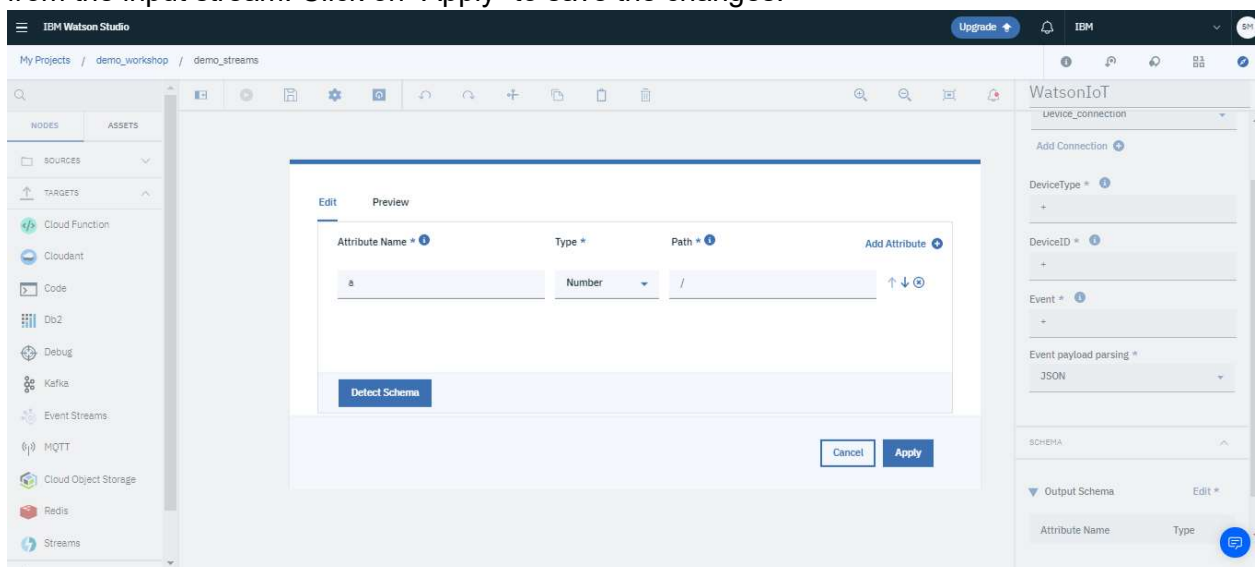 from the input stream. Click on "Apply" to save the changes.
IBM Watson Studio
Upgrade
IBM
SM
My Projects / demo_workshop / demo_streams
NODES ASSETS
SOURCES
TARGETS
Cloud Function
Cloudant
Code
Db2
Debug
Kafka
Event Streams
MQTT
Cloud Object Storage
Redis
Streams
Edit Preview
Attribute Name * Type * Path * Add Attribute
a Number /
Detect Schema
Cancel Apply
WatsonIoT
Device_connection
Add Connection
DeviceType *
+
DeviceID *
+
Event *
+
Event payload parsing *
JSON
SCHEMA
Output Schema Edit *
Attribute Name Type